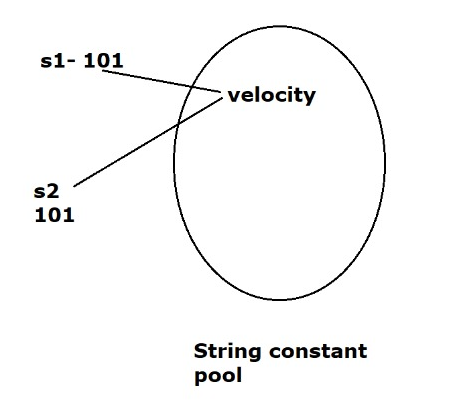 s1- 101
velocity
s2
101
String constant
pool